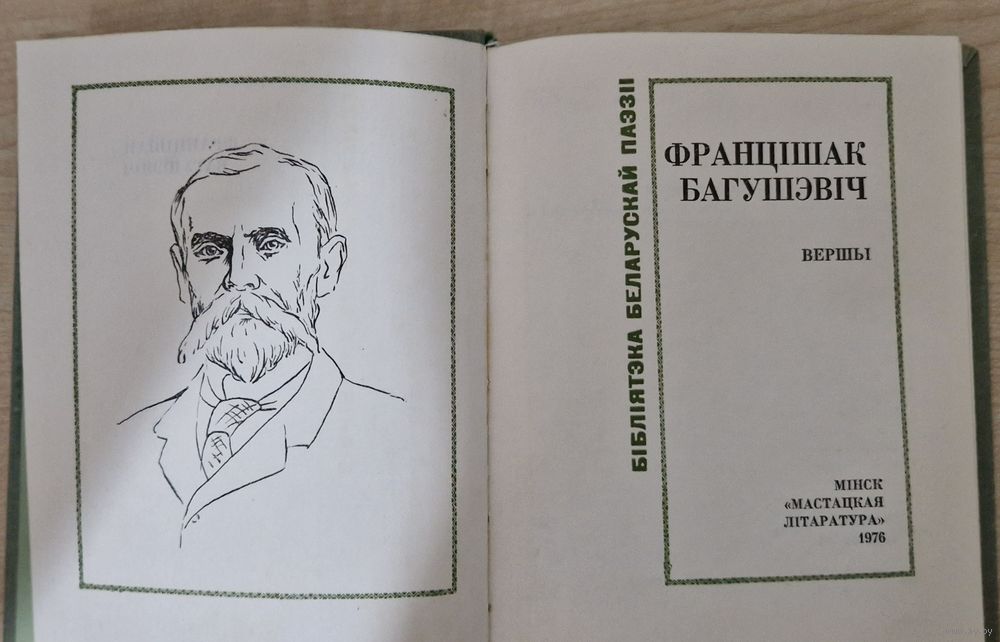 БІБЛІЯТЭКА БЕЛАРУСКАЙ ПАЭЗІІ
ФРАНЦІШАК
БАГУШЭВІЧ
ВЕРШЫ
МІНСК
«МАСТАЦКАЯ
ЛІТАРАТУРА»
1976